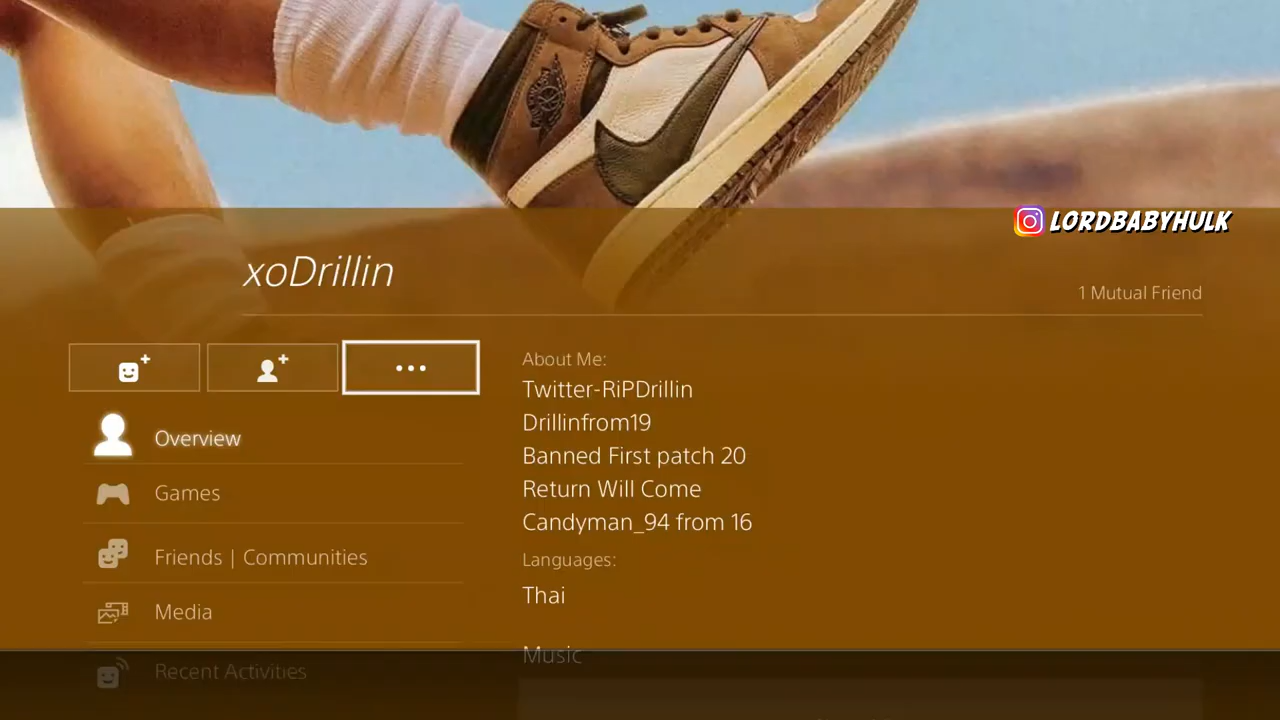 LORDBABYHULK
xoDrillin
1 Mutual Friend
About Me:
Twitter-RiPDrillin
Drillinfrom19
Banned First patch 20
Return Will Come
Candyman_94 from 16
Languages:
Thai
Music
Overview
Games
Friends | Communities
Media
Recent Activities